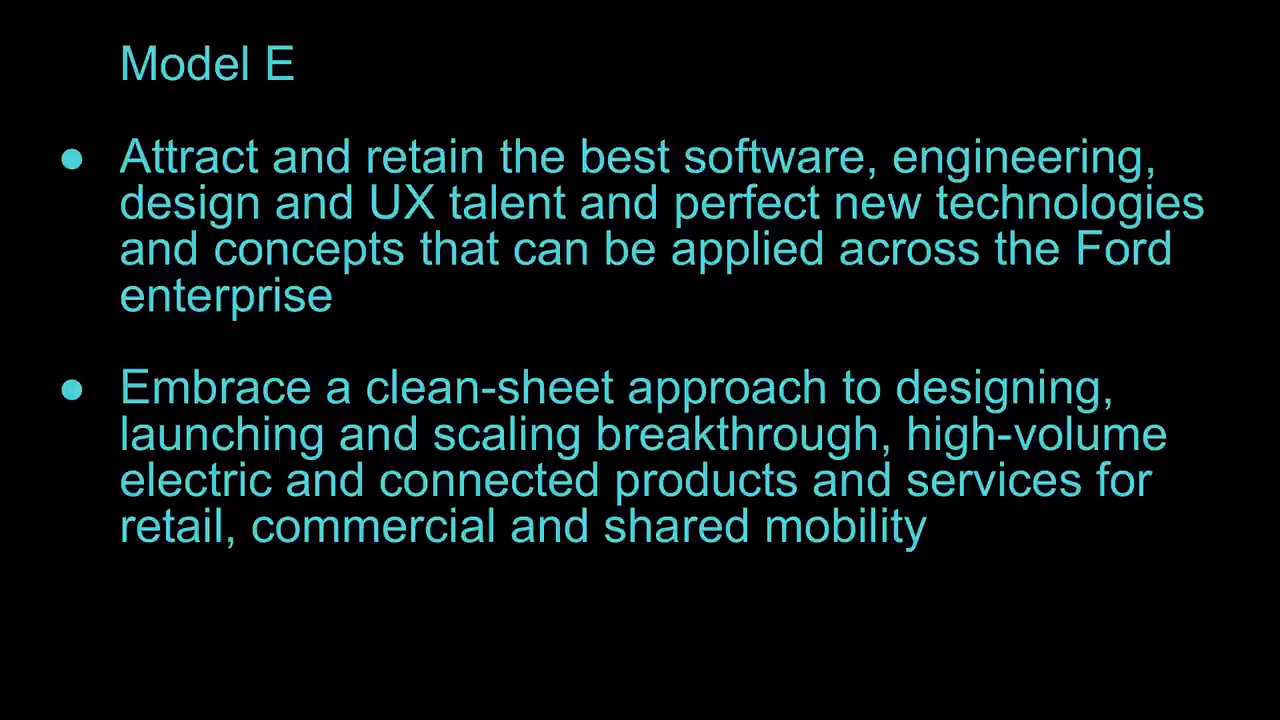 Model E
● Attract and retain the best software, engineering,
design and UX talent and perfect new technologies
and concepts that can be applied across the Ford
enterprise
● Embrace a clean-sheet approach to designing,
launching and scaling breakthrough, high-volume
electric and connected products and services for
retail, commercial and shared mobility